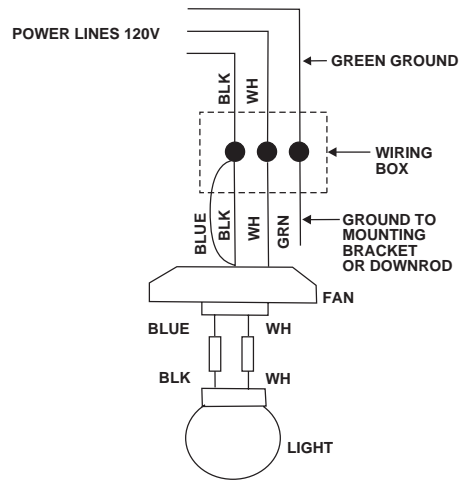 POWER LINES 120V
GREEN GROUND
BLK
WH
WIRING
BOX
BLUE
BLK
WH
GRN
GROUND TO
MOUNTING
BRACKET
OR DOWNROD
FAN
BLUE
WH
BLK
WH
LIGHT